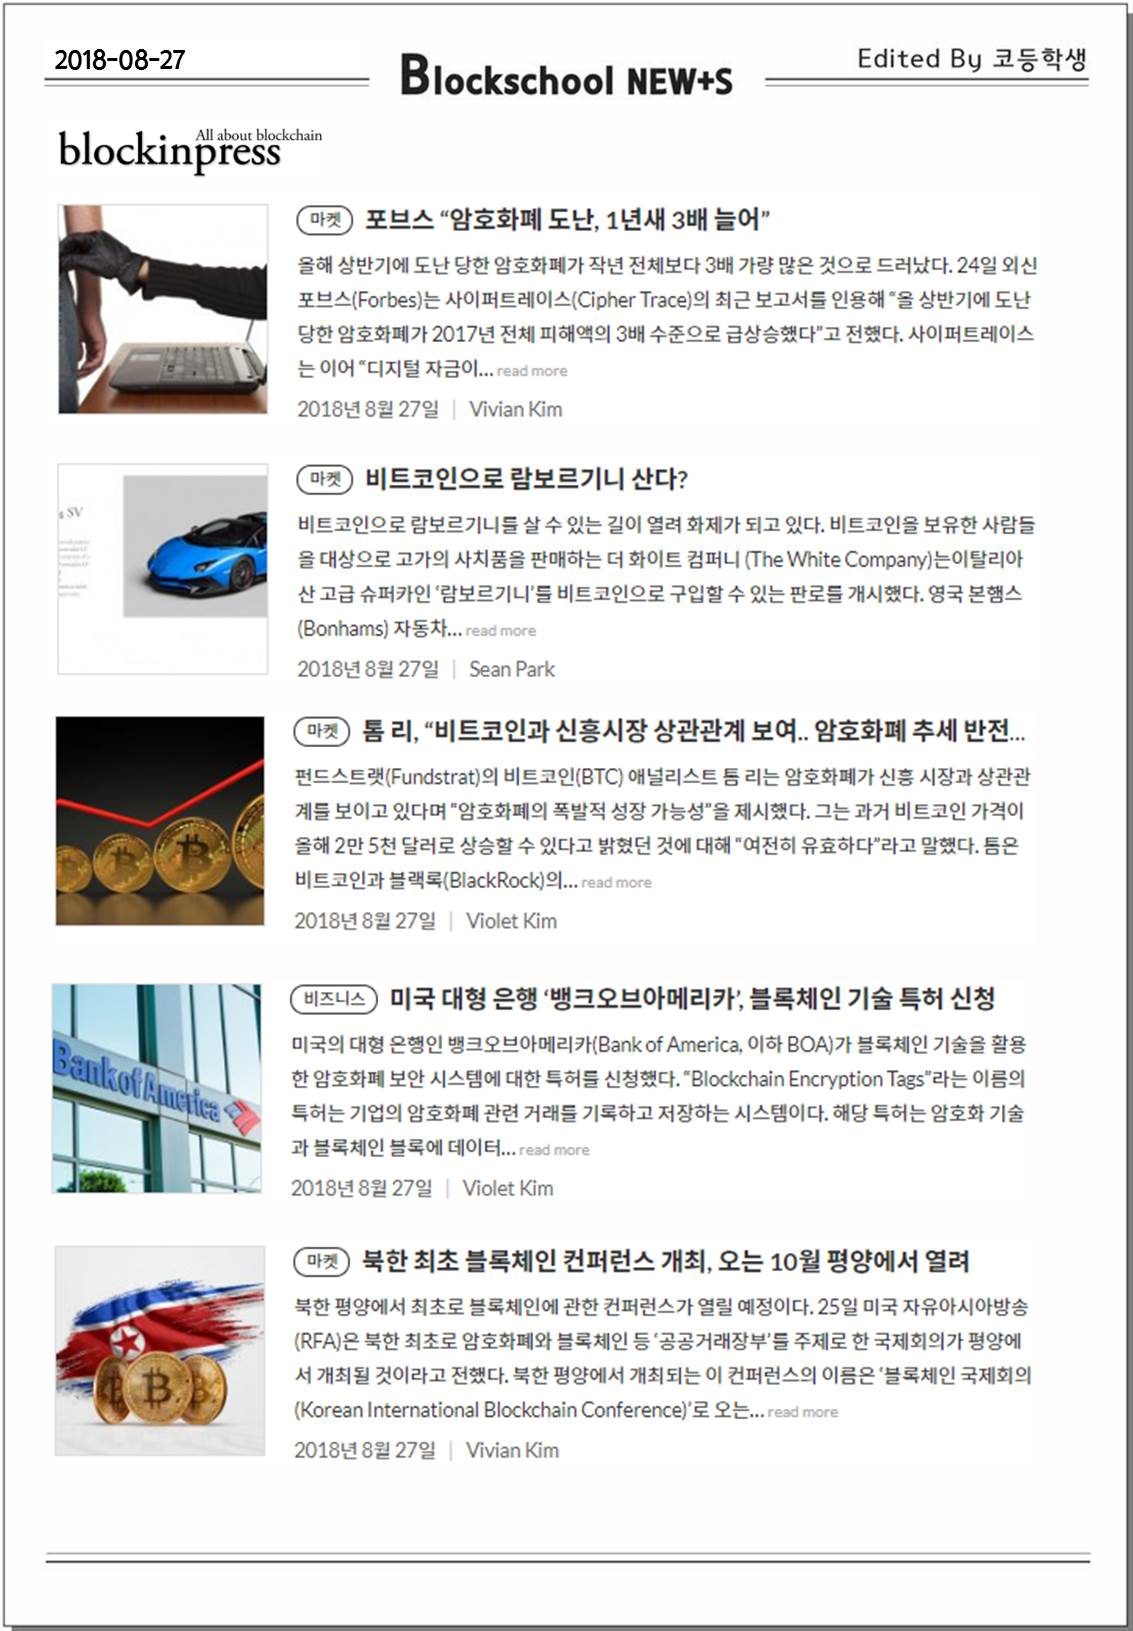 2018-08-27
Blockschool NEW+S
Edited By 코등학생
All about blockchain
blockinpress
마켓 포브스 “암호화폐 도난, 1년새 3배 늘어”
올해 상반기에 도난 당한 암호화폐가 작년 전체보다 3배 가량 많은 것으로 드러났다. 24일 외신
포브스(Forbes)는 사이퍼트레이스(Cipher Trace)의 최근 보고서를 인용해 “올 상반기에 도난
당한 암호화폐가 2017년 전체 피해액의 3배 수준으로 급상승했다”고 전했다. 사이퍼트레이스
는 이어 “디지털 자금이... read more
2018년 8월 27일 | Vivian Kim
SV
마켓 비트코인으로 람보르기니 산다?
비트코인으로 람보르기니를 살 수 있는 길이 열려 화제가 되고 있다. 비트코인을 보유한 사람들
을 대상으로 고가의 사치품을 판매하는 더 화이트 컴퍼니 (The White Company)는이탈리아
산 고급 슈퍼카인 ‘람보르기니’를 비트코인으로 구입할 수 있는 판로를 개시했다. 영국 본햄스
(Bonhams) 자동차... read more
2018년 8월 27일 | Sean Park
마켓 톰 리, “비트코인과 신흥시장 상관관계 보여.. 암호화폐 추세 반전...
펀드스트랫(Fundstrat)의 비트코인(BTC) 애널리스트 톰 리는 암호화폐가 신흥 시장과 상관관
계를 보이고 있다며 “암호화폐의 폭발적 성장 가능성”을 제시했다. 그는 과거 비트코인 가격이
올해 2만 5천 달러로 상승할 수 있다고 밝혔던 것에 대해 “여전히 유효하다”라고 말했다. 톰은
비트코인과 블랙록(BlackRock)의... read more
2018년 8월 27일 | Violet Kim
Bank of America
비즈니스 미국 대형 은행 ‘뱅크오브아메리카’, 블록체인 기술 특허 신청
미국의 대형 은행인 뱅크오브아메리카(Bank of America, 이하 BOA)가 블록체인 기술을 활용
한 암호화폐 보안 시스템에 대한 특허를 신청했다. “Blockchain Encryption Tags”라는 이름의
특허는 기업의 암호화폐 관련 거래를 기록하고 저장하는 시스템이다. 해당 특허는 암호화 기술
과 블록체인 블록에 데이터... read more
2018년 8월 27일 | Violet Kim
마켓 북한 최초 블록체인 컨퍼런스 개최, 오는 10월 평양에서 열려
북한 평양에서 최초로 블록체인에 관한 컨퍼런스가 열릴 예정이다. 25일 미국 자유아시아방송
(RFA)은 북한 최초로 암호화폐와 블록체인 등 ‘공공거래장부’를 주제로 한 국제회의가 평양에
서 개최될 것이라고 전했다. 북한 평양에서 개최되는 이 컨퍼런스의 이름은 ‘블록체인 국제회의
(Korean International Blockchain Conference)’로 오는... read more
2018년 8월 27일 | Vivian Kim